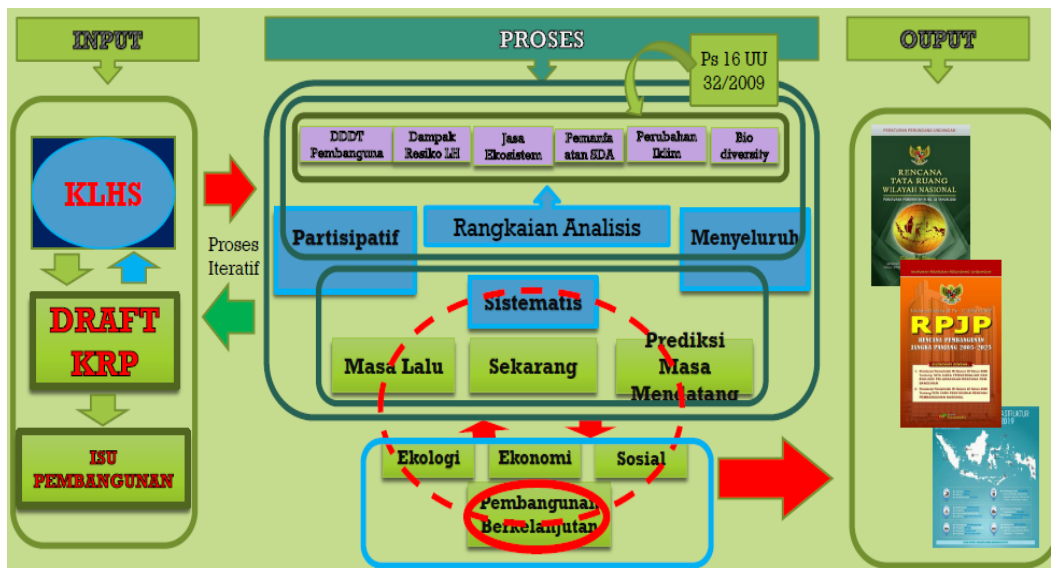 INPUT
PROSES
OUPUT
Ps 16 UU
32/2009
DDDT
Pembanguna
Dampak
Resiko LH
Jasa
Ekosistem
Pemanfa
atan SDA
Perubahan
Iklim
Bio
diversity
KLHS
Proses
Iteratif
DRAFT
KRP
ISU
PEMBANGUNAN
Partisipatif
Rangkaian Analisis
Menyeluruh
Sistematis
Masa Lalu
Sekarang
Prediksi
Masa
Mendatang
Ekologi
Ekonomi
Sosial
Pembangunan
Berkelanjutan
RENCANA
TATA RUANG
WILAYAH NASIONAL
RPJP
RENCANA PEMBANGUNAN
JANGKA PANJANG 2005-2025